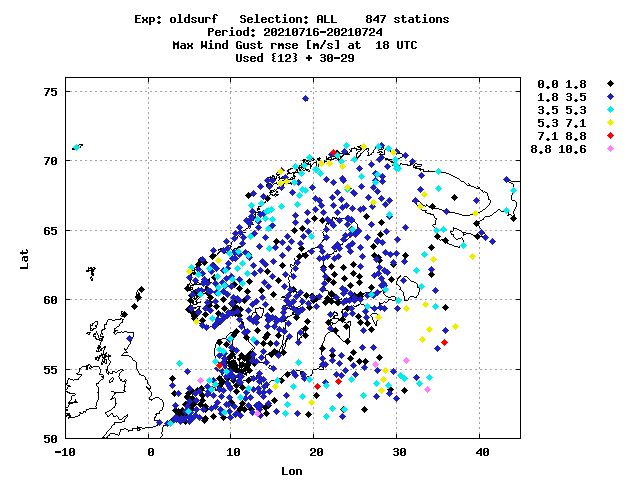 Exp: oldsurf   Selection: ALL    847 stations
Period: 20210716-20210724
Max Wind Gust rmse [m/s] at  18 UTC
Used {12} + 30-29
0.0 1.8
1.8 3.5
3.5 5.3
5.3 7.1
7.1 8.8
8.8 10.6
75
70
65
60
55
50
Lat
-10 0 10 20 30 40
Lon